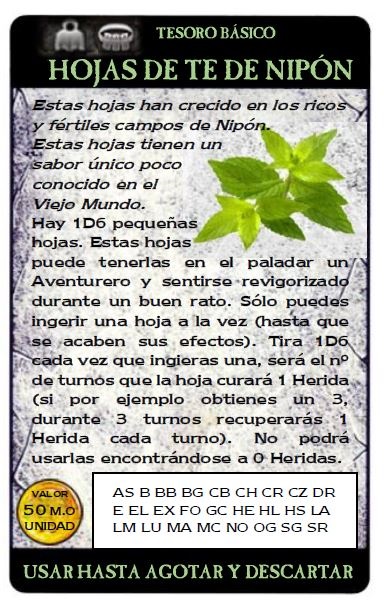 TESORO BÁSICO
HOJAS DE TE DE NIPÓN
Estas hojas han crecido en los ricos
y fértiles campos de Nipón.
Estas hojas tienen un
sabor único poco
conocido en el
Viejo Mundo.
Hay 1D6 pequeñas
hojas. Estas hojas
puede tenerlas en el paladar un
Aventurero y sentirse revigorizado
durante un buen rato. Sólo puedes
ingerir una hoja a la vez (hasta que
se acaben sus efectos). Tira 1D6
cada vez que ingieras una, será el nº
de turnos que la hoja curará 1 Herida
(si por ejemplo obtienes un 3,
durante 3 turnos recuperarás 1
Herida cada turno). No podrá
usarlas encontrándose a 0 Heridas.
VALOR
50 M.O
UNIDAD
AS B BB BG CB CH CR CZ DR
E EL EX FO GC HE HL HS LA
LM LU MA MC NO OG SG SR
USAR HASTA AGOTAR Y DESCARTAR